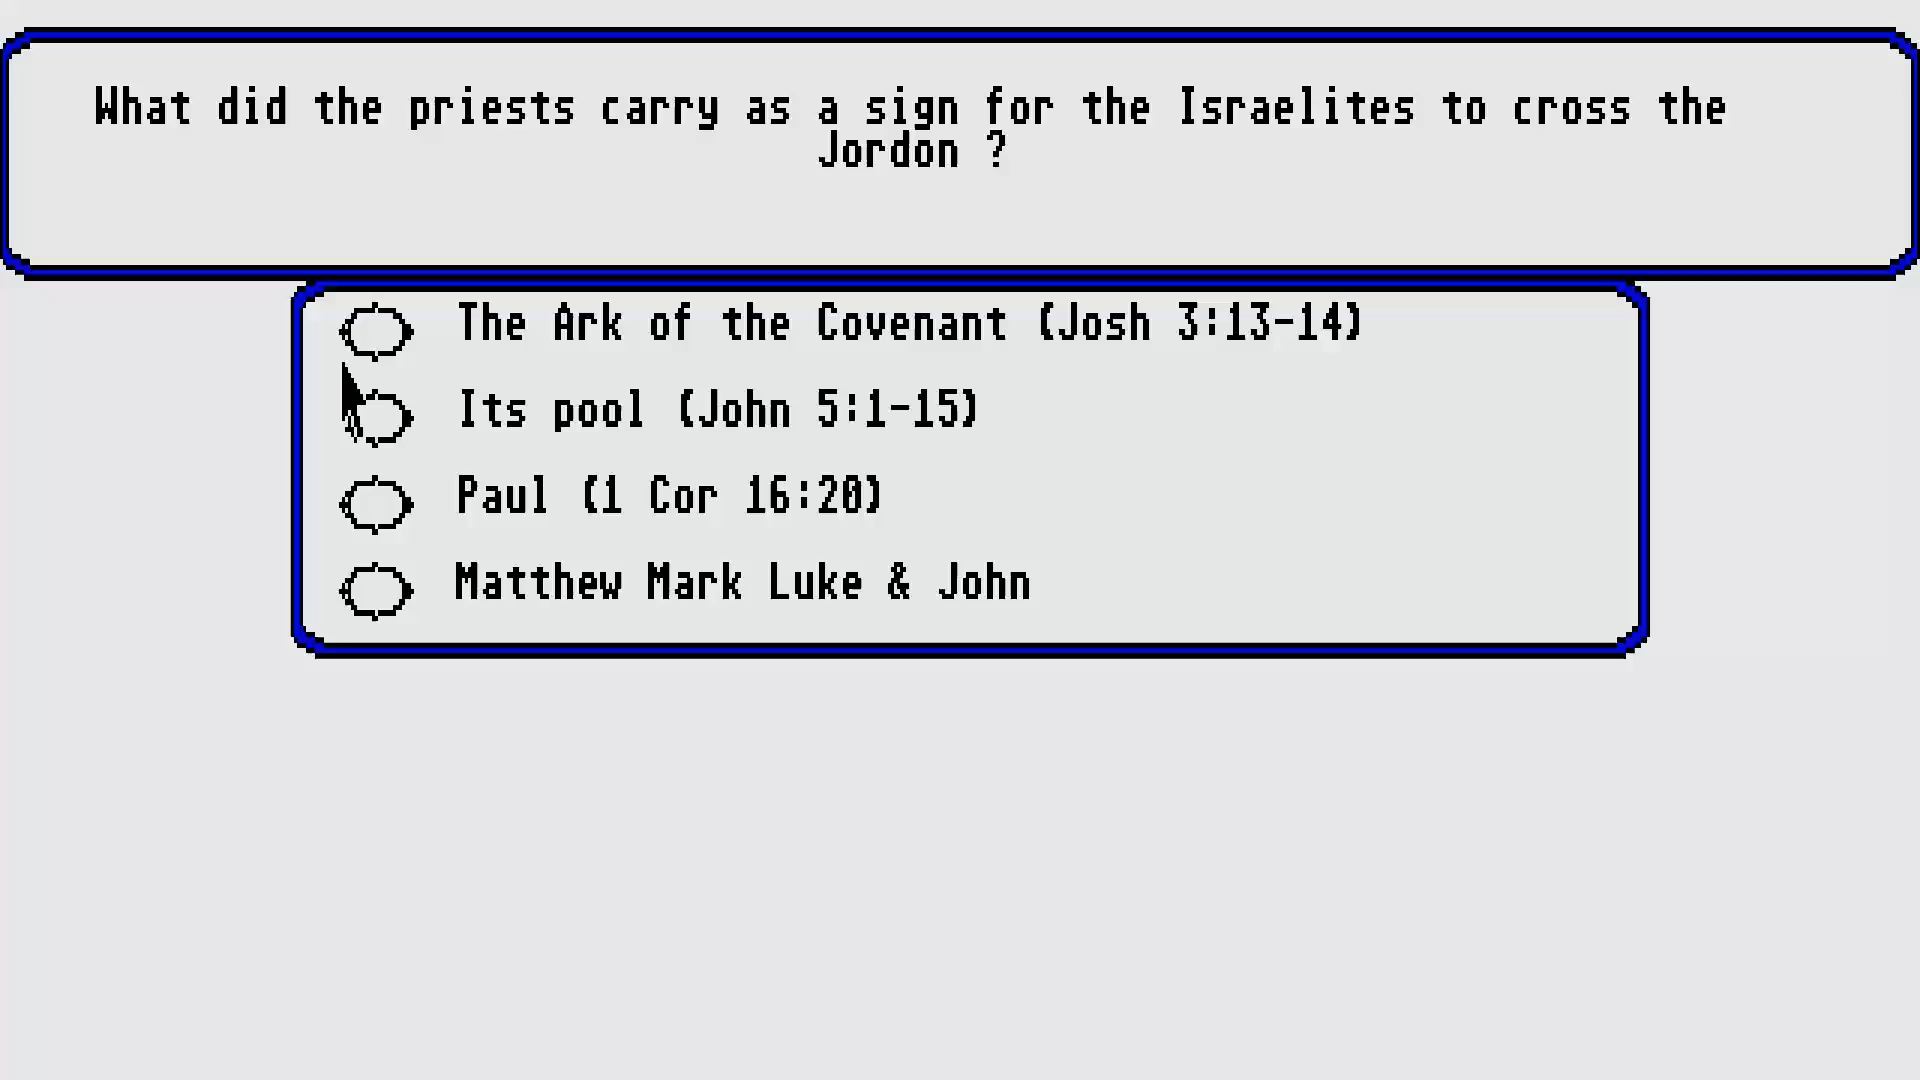 What did the priests carry as a sign for the Israelites to cross the
Jordon ?
The Ark of the Covenant (Josh 3:13-14)
Its pool (John 5:1-15)
Paul (1 Cor 16:20)
Matthew Mark Luke & John